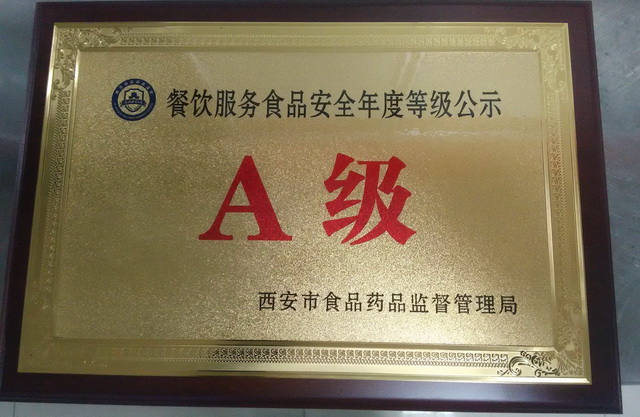 餐饮服务食品安全年度等级公示
A级
西安市食品药品监督管理局